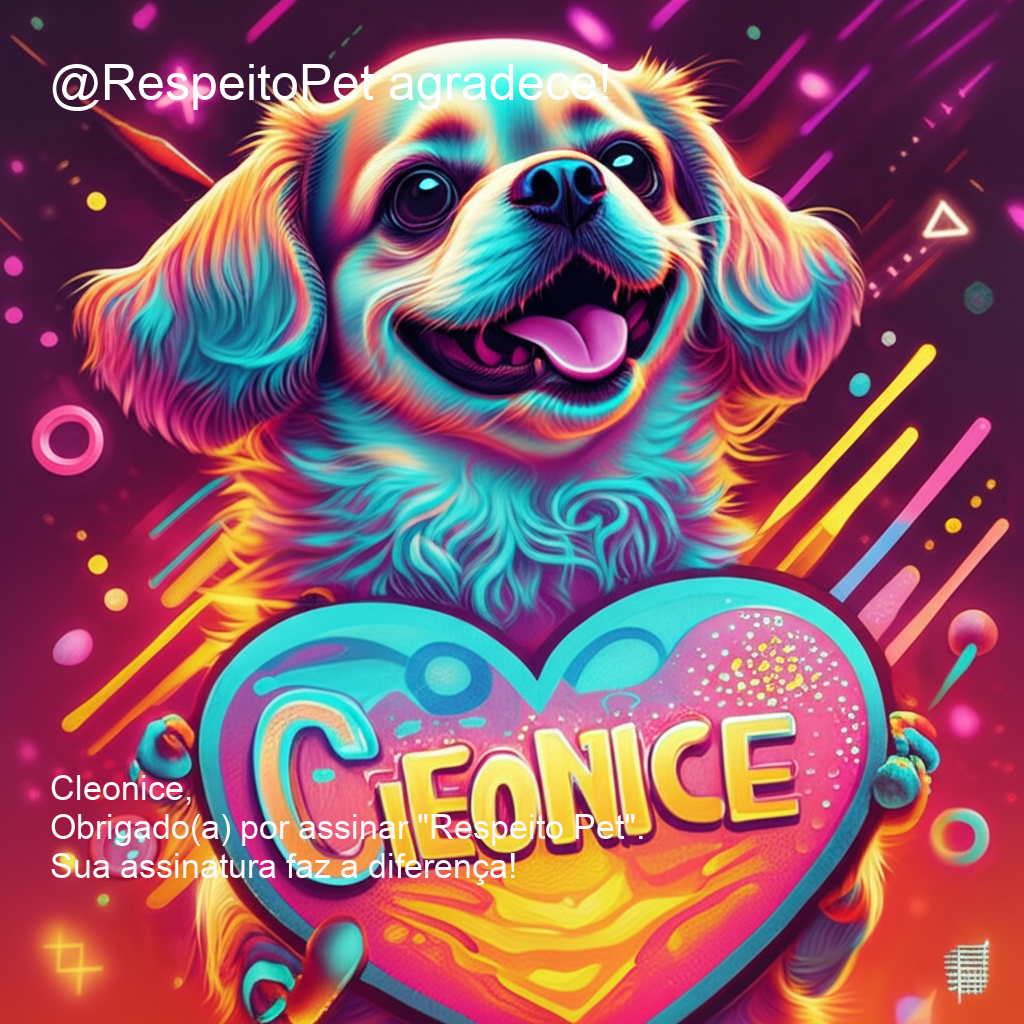 @RespeitoPet agradece!
CLEONICE
Cleonice,
Obrigado(a) por assinar "Respeito Pet".
Sua assinatura faz a diferença!